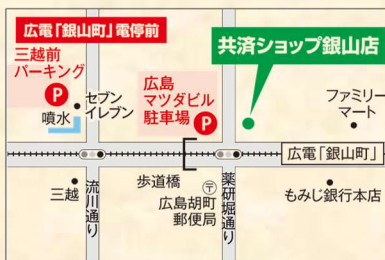 広電「銀山町」電停前
共済ショップ銀山店
三越前
パーキング
P
セブン
イレブン
噴水
広島
マツダビル
駐車場
P
ファミリー
マート
広電「銀山町」
三越
流川通り
歩道橋
〒
広島胡町
郵便局
薬研堀通り
もみじ銀行本店